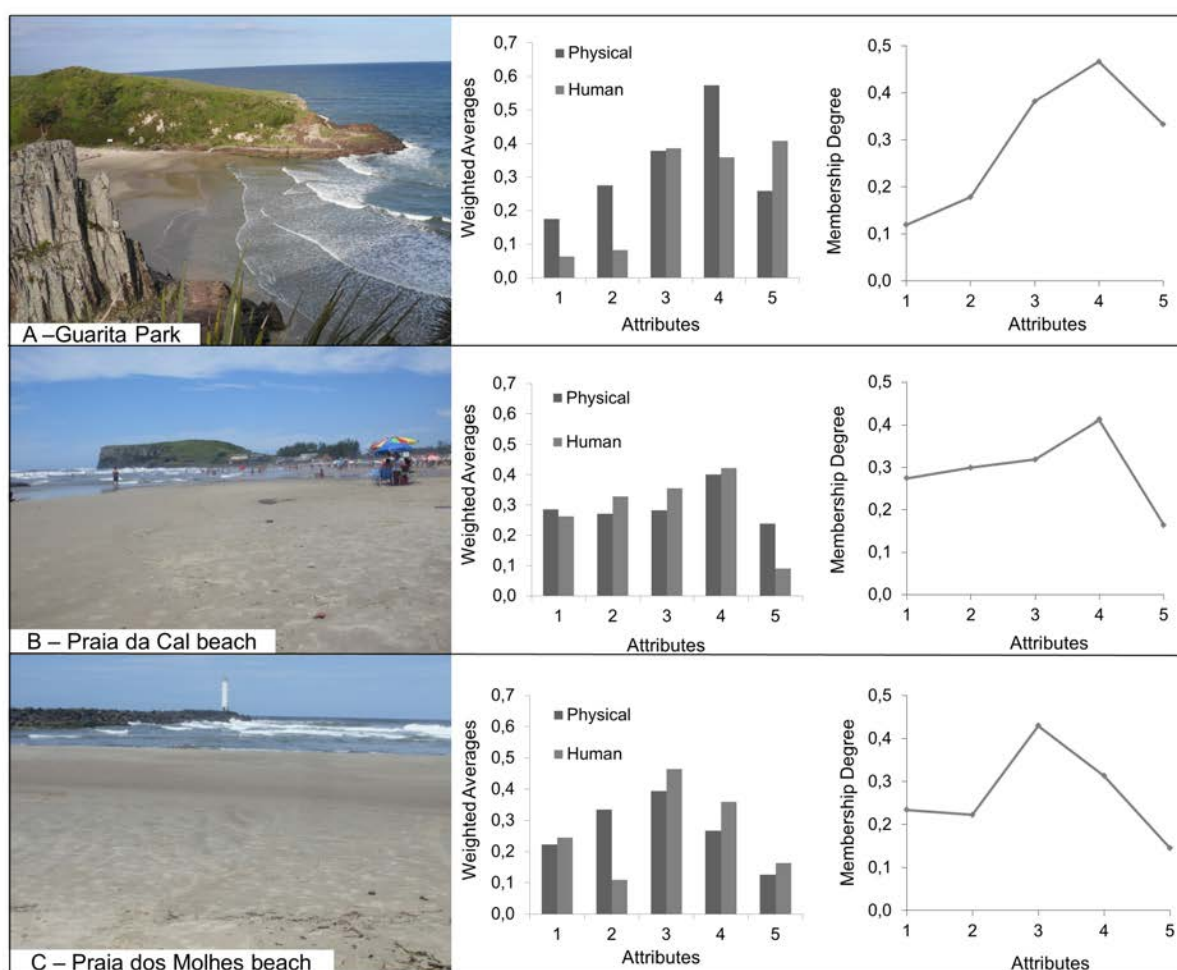 A –Guarita Park
0,7
0,6
0,5
0,4
0,3
0,2
0,1
0,0
Weighted Averages
Physical
Human
1 2 3 4 5
Attributes
0,5
0,4
0,3
0,2
0,1
0,0
Membership Degree
1 2 3 4 5
Attributes
B – Praia da Cal beach
0,7
0,6
0,5
0,4
0,3
0,2
0,1
0,0
Weighted Averages
Physical
Human
1 2 3 4 5
Attributes
0,5
0,4
0,3
0,2
0,1
0,0
Membership Degree
1 2 3 4 5
Attributes
C – Praia dos Molhes beach
0,7
0,6
0,5
0,4
0,3
0,2
0,1
0,0
Weighted Averages
Physical
Human
1 2 3 4 5
Attributes
0,5
0,4
0,3
0,2
0,1
0,0
Membership Degree
1 2 3 4 5
Attributes